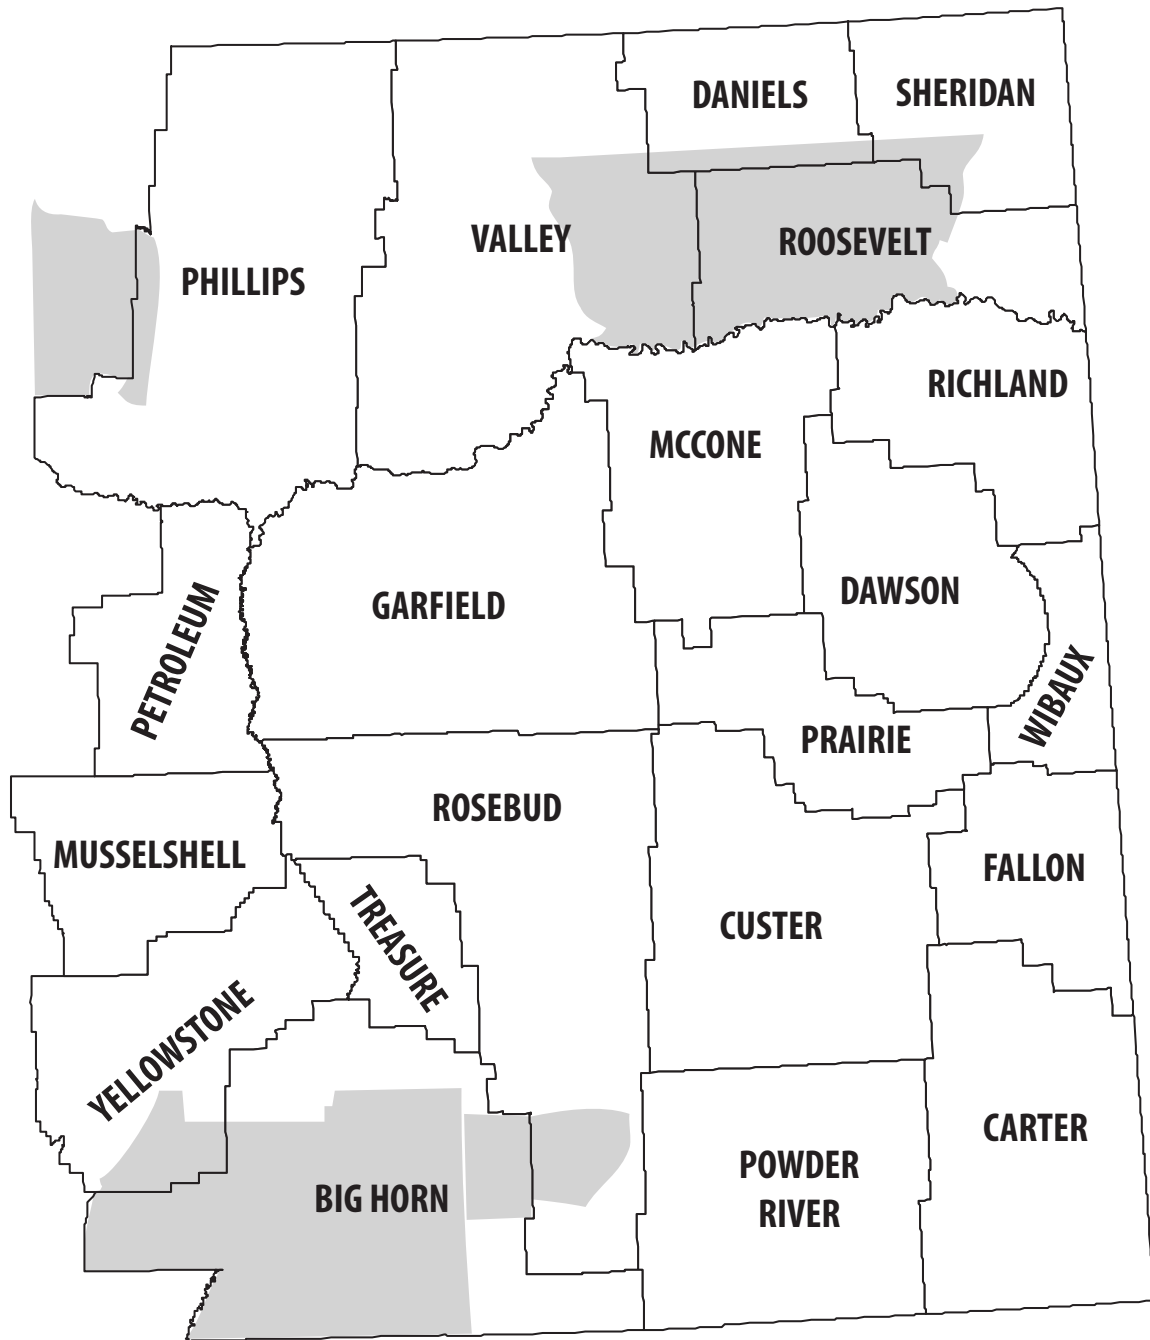 DANIELS
SHERIDAN
VALLEY
ROOSEVELT
PHILLIPS
RICHLAND
MCCONE
DAWSON
GARFIELD
PETROLEUM
WIBAUX
PRAIRIE
ROSEBUD
MUSSELSHELL
FALLON
TREASURE
CUSTER
YELLOWSTONE
CARTER
POWDER
RIVER
BIG HORN